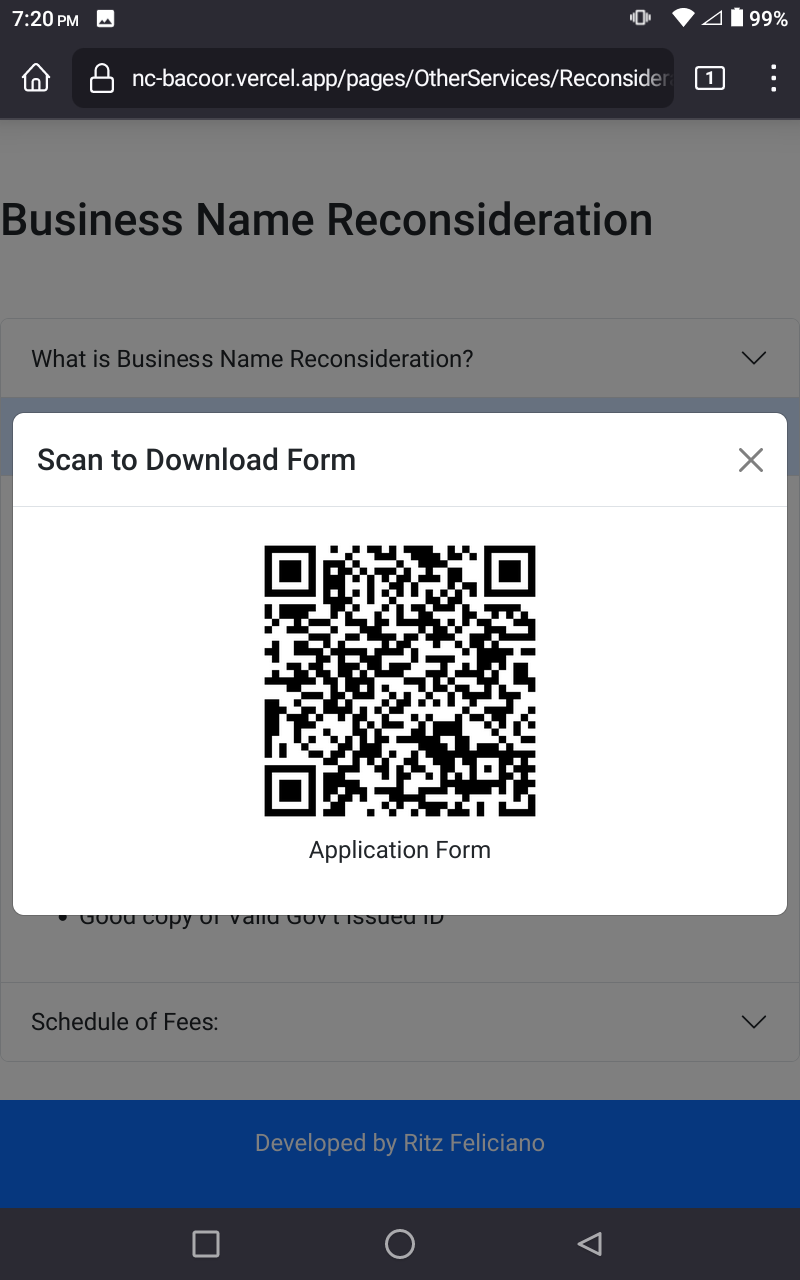 7:20 PM
99%
nc-bacoor.vercel.app/pages/OtherServices/Reconsider
1
Business Name Reconsideration
What is Business Name Reconsideration?
Scan to Download Form
Application Form
Good copy of Valid Gov't Issued ID
Schedule of Fees:
Developed by Ritz Feliciano